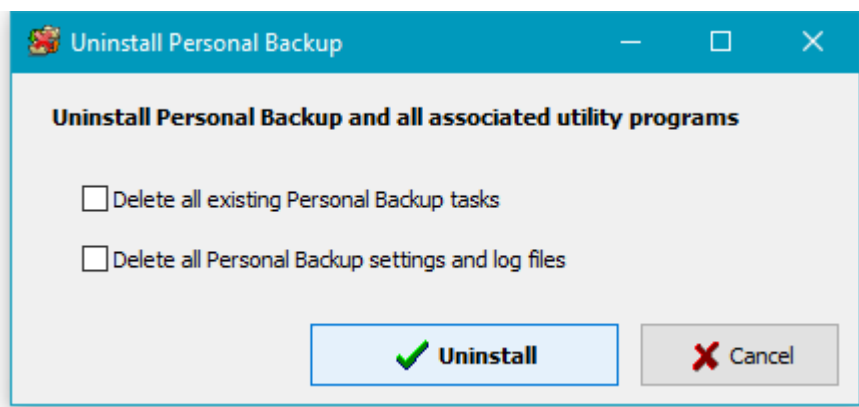 Uninstall Personal Backup
Uninstall Personal Backup and all associated utility programs
Delete all existing Personal Backup tasks
Delete all Personal Backup settings and log files
Uninstall
Cancel